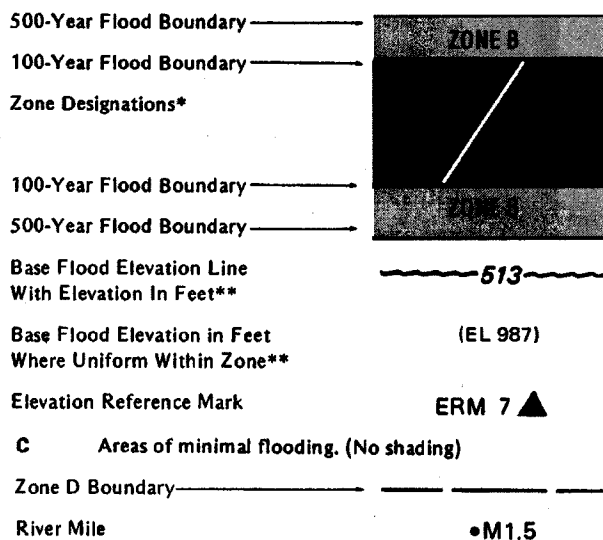 500-Year Flood Boundary
ZONE B
100-Year Flood Boundary
Zone Designations*
100-Year Flood Boundary
ZONE B
500-Year Flood Boundary
Base Flood Elevation Line
With Elevation In Feet**
513
Base Flood Elevation in Feet
Where Uniform Within Zone**
(EL 987)
Elevation Reference Mark
ERM 7
C Areas of minimal flooding. (No shading)
Zone D Boundary
River Mile
•M1.5